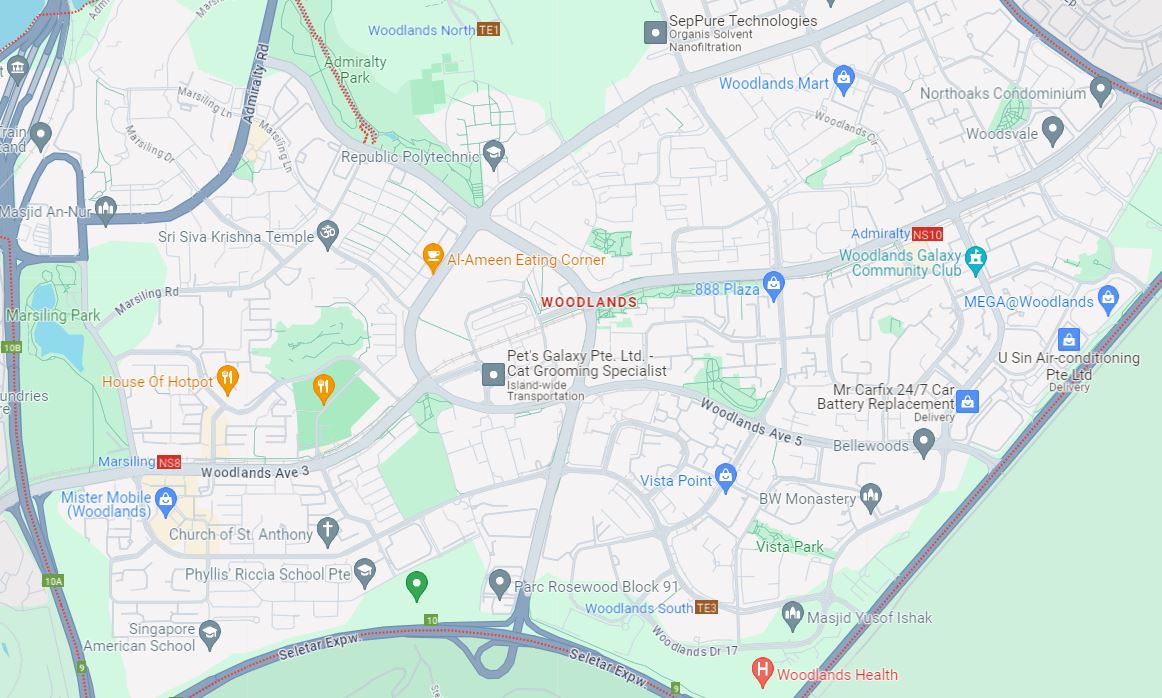 SepPure Technologies
Organis Solvent
Nanofiltration
Woodlands North TE1
Admiralty
Park
Admiralty Rd
Marsiling Ln
Marsiling Dr
Marsiling Ln
Woodlands Mart
Northoaks Condominium
Woodlands Cir
Woodsvale
Republic Polytechnic
Masjid An-Nur
Sri Siva Krishna Temple
Admiralty NS10
Al-Ameen Eating Corner
Woodlands Galaxy
Community Club
888 Plaza
MEGA@Woodlands
WOODLANDS
Marsiling Rd
Marsiling Park
10B
U Sin Air-conditioning
Pte Ltd
Delivery
Pet's Galaxy Pte. Ltd. -
Cat Grooming Specialist
Island-wide
Transportation
House Of Hotpot
Mr Carfix 24/7 Car
Battery Replacement
Delivery
Woodlands Ave 5
Bellewoods
Marsiling NS8
Woodlands Ave 3
Vista Point
Mister Mobile
(Woodlands)
BW Monastery
Church of St. Anthony
Vista Park
Phyllis Riccia School Pte
10A
Parc Rosewood Block 91
Woodlands South TE3
10
Masjid Yusof Ishak
Singapore
American School
Seletar Expw.
Woodlands Dr 17
Seletar Expw.
9
Woodlands Health
9